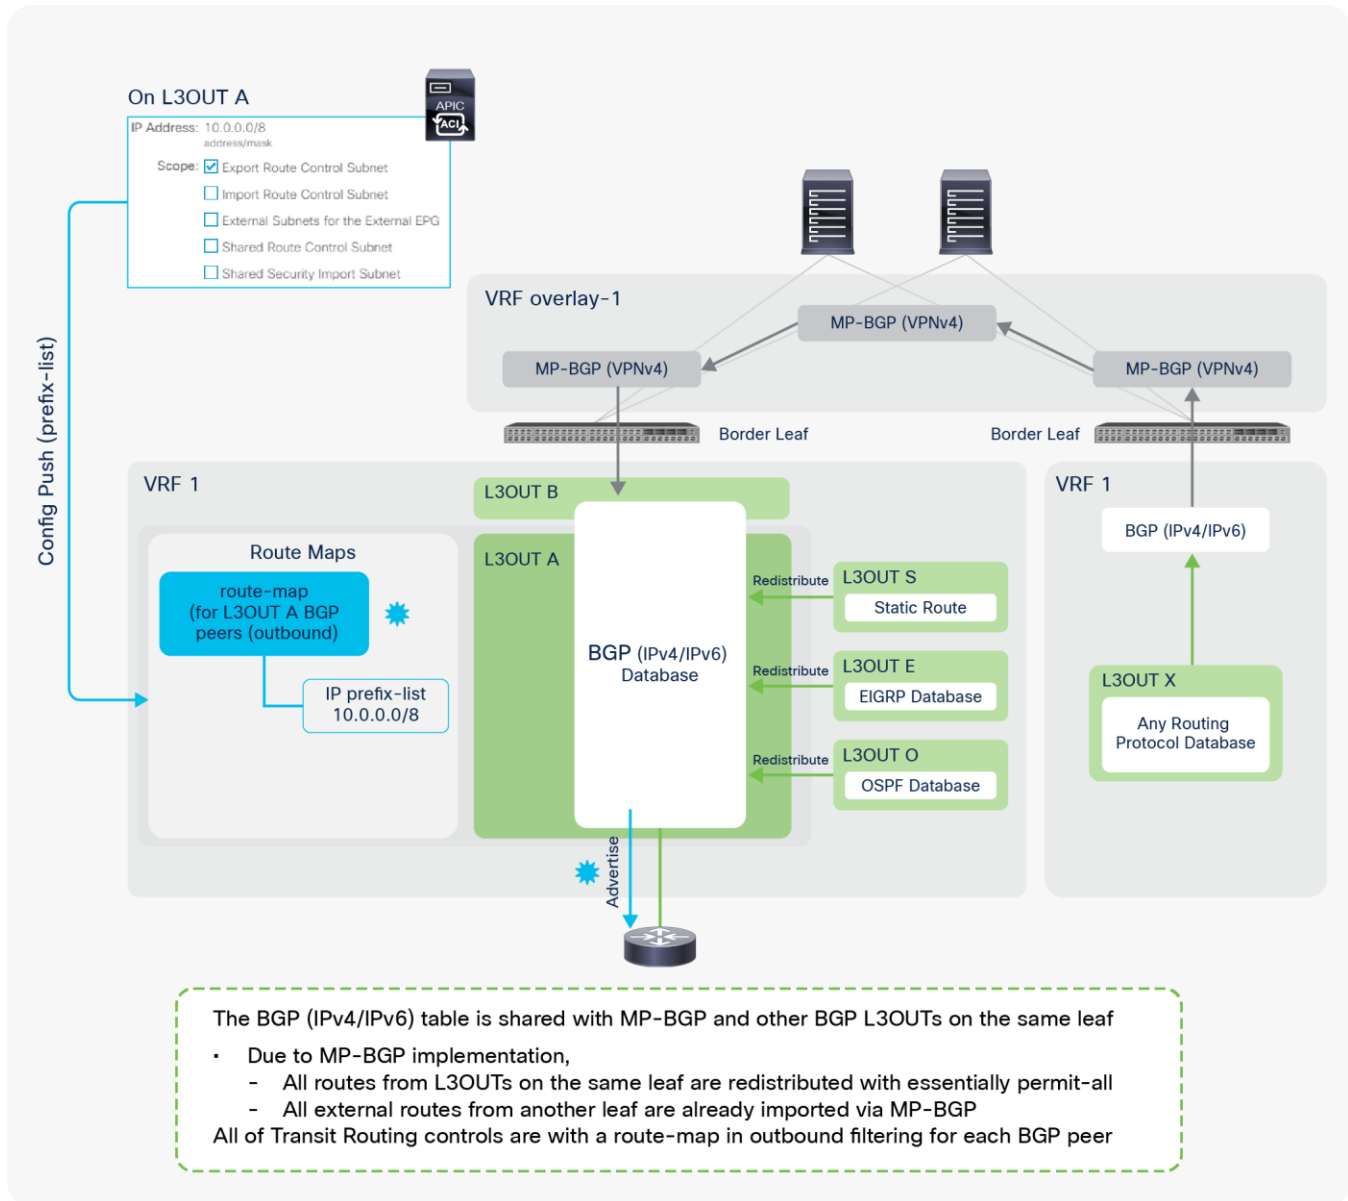 On L3OUT A
APIC
ACI
IP Address: 10.0.0.0/8
address/mask
Scope: Export Route Control Subnet
Import Route Control Subnet
External Subnets for the External EPG
Shared Route Control Subnet
Shared Security Import Subnet
Config Push (prefix-list)
VRF overlay-1
MP-BGP (VPNv4)
MP-BGP (VPNv4)
MP-BGP (VPNv4)
Border Leaf
Border Leaf
VRF 1
L3OUT B
Route Maps
route-map
(for L3OUT A BGP
peers (outbound)
IP prefix-list
10.0.0.0/8
L3OUT A
BGP (IPv4/IPv6)
Database
Redistribute
L3OUT S
Static Route
Redistribute
L3OUT E
EIGRP Database
Redistribute
L3OUT O
OSPF Database
Advertise
VRF 1
BGP (IPv4/IPv6)
L3OUT X
Any Routing
Protocol Database
The BGP (IPv4/IPv6) table is shared with MP-BGP and other BGP L3OUTs on the same leaf
· Due to MP-BGP implementation,
- All routes from L3OUTs on the same leaf are redistributed with essentially permit-all
- All external routes from another leaf are already imported via MP-BGP
All of Transit Routing controls are with a route-map in outbound filtering for each BGP peer